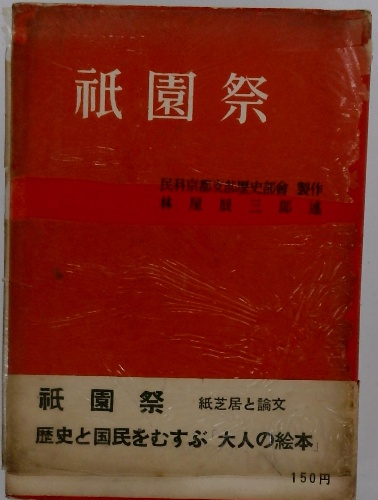 祇園祭
民科京都支部歴史部會 製作
林屋辰三郎
祇園祭 紙芝居と論文
歴史と国民をむすぶ「大人の絵本」
150円